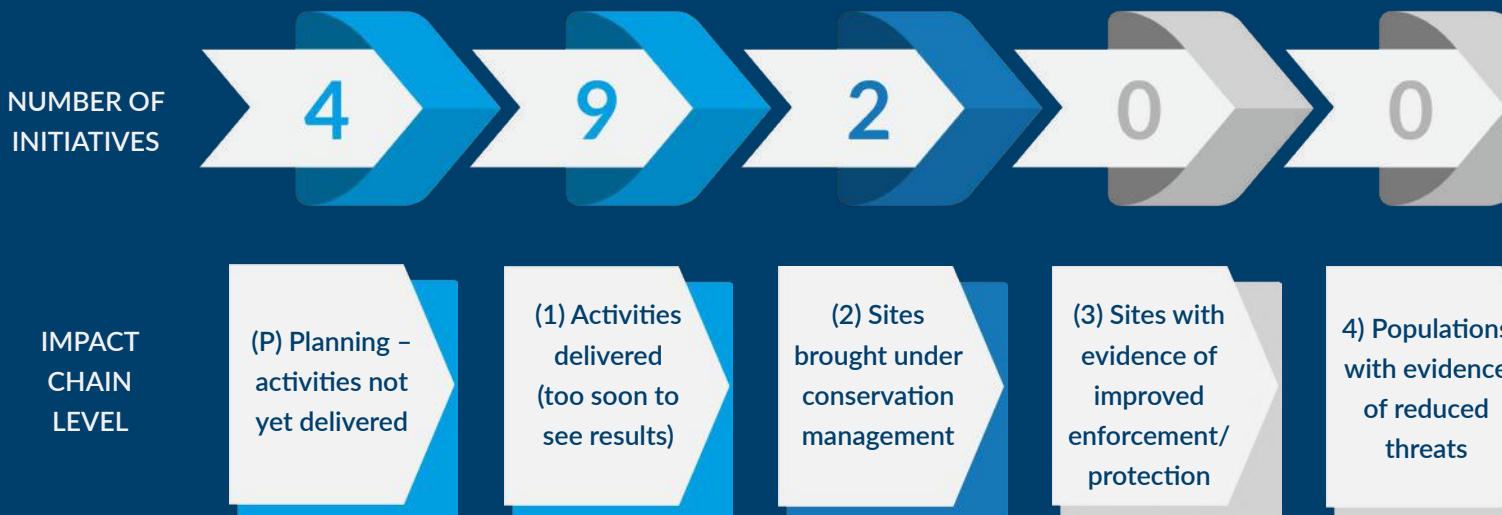 NUMBER OF
INITIATIVES
4
9
2
0
0
IMPACT
CHAIN
LEVEL
(P) Planning –
activities not
yet delivered
(1) Activities
delivered
(too soon to
see results)
(2) Sites
brought under
conservation
management
(3) Sites with
evidence of
improved
enforcement/
protection
4) Populations
with evidence
of reduced
threats